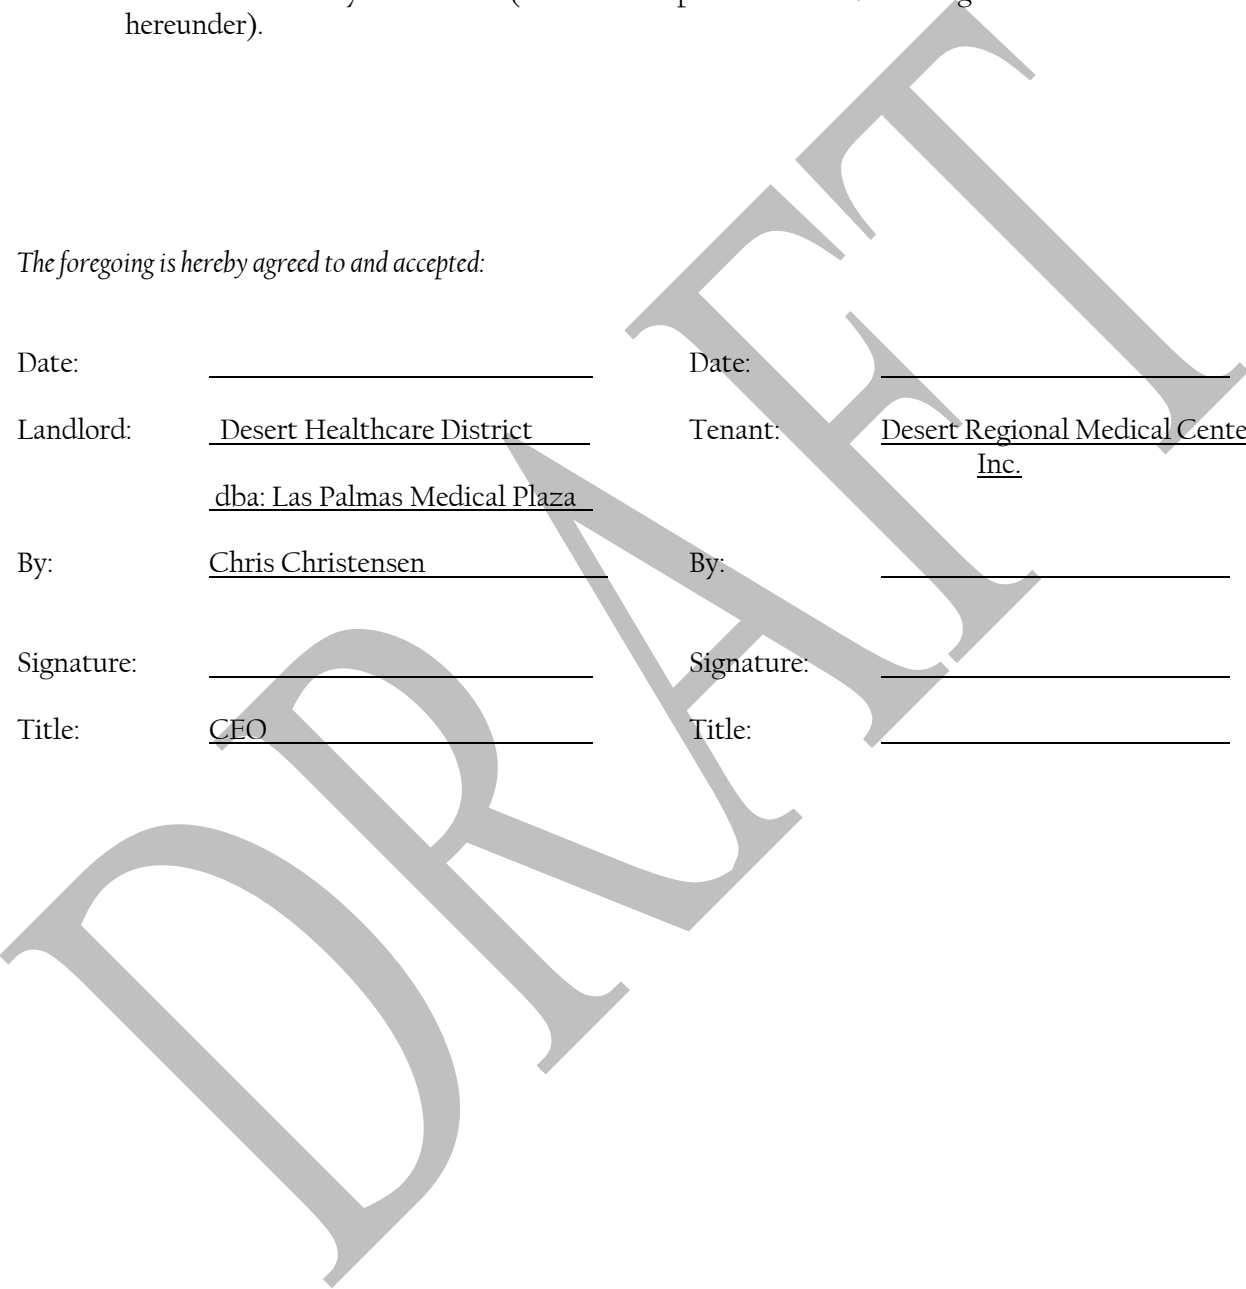 hereunder).
The foregoing is hereby agreed to and accepted:
Date: Date:
Landlord: Desert Healthcare District Tenant: Desert Regional Medical Cente
Inc.
dba: Las Palmas Medical Plaza
By: Chris Christensen By:
Signature: Signature:
Title: CEO Title:
DRAFT